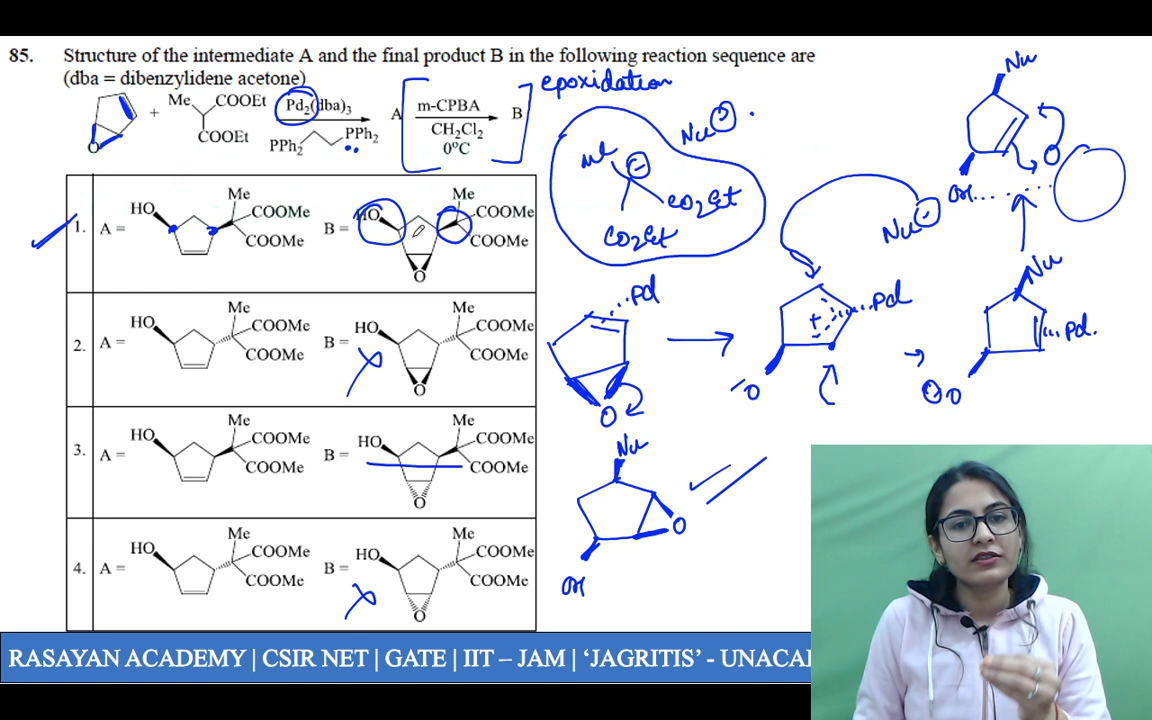 85. Structure of the intermediate A and the final product B in the following reaction sequence are
(dba = dibenzylidene acetone)
epoxidation
Me COOEt Pd2(dba)3 A m-CPBA B
+
COOEt PPh2 PPh2 CH2Cl2
0°C
O
Me ⊖ CO2Et CO2Et
Nu⊖
Nu
O
OH
Nu⊖
1. A = HO Me COOMe COOMe B = HO Me COOMe COOMe O
2. A = HO Me COOMe COOMe B = HO Me COOMe COOMe O
3. A = HO Me COOMe COOMe B = HO Me COOMe COOMe O
4. A = HO Me COOMe COOMe B = HO Me COOMe COOMe O
Pd
O
+ Pd
⁻O
Nu
Pd
⊖O
Nu
O
OH
RASAYAN ACADEMY | CSIR NET | GATE | IIT – JAM | ‘JAGRITIS’ - UNACA